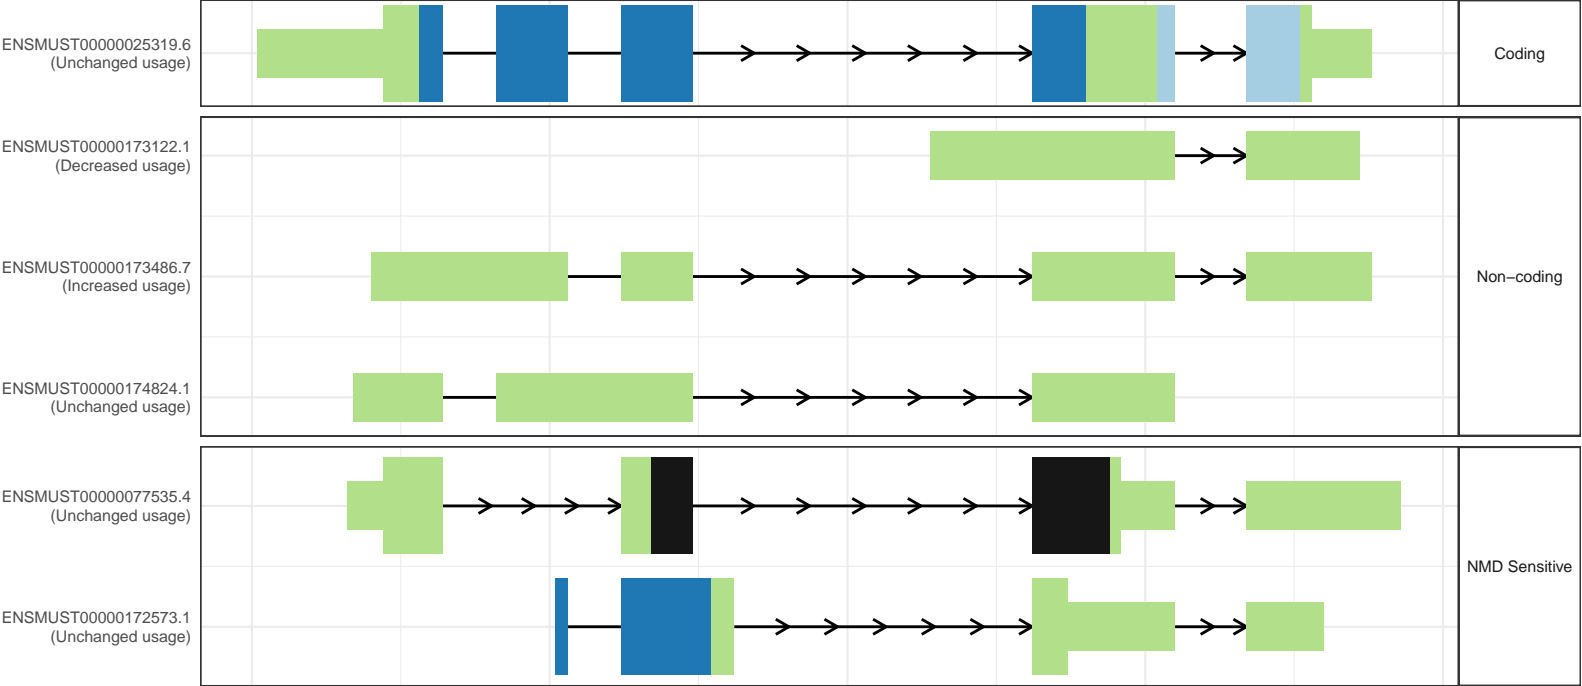 ENSMUST00000025319.6
(Unchanged usage)
Coding
ENSMUST00000173122.1
(Decreased usage)
ENSMUST00000173486.7
(Increased usage)
Non−coding
ENSMUST00000174824.1
(Unchanged usage)
ENSMUST00000077535.4
(Unchanged usage)
NMD Sensitive
ENSMUST00000172573.1
(Unchanged usage)